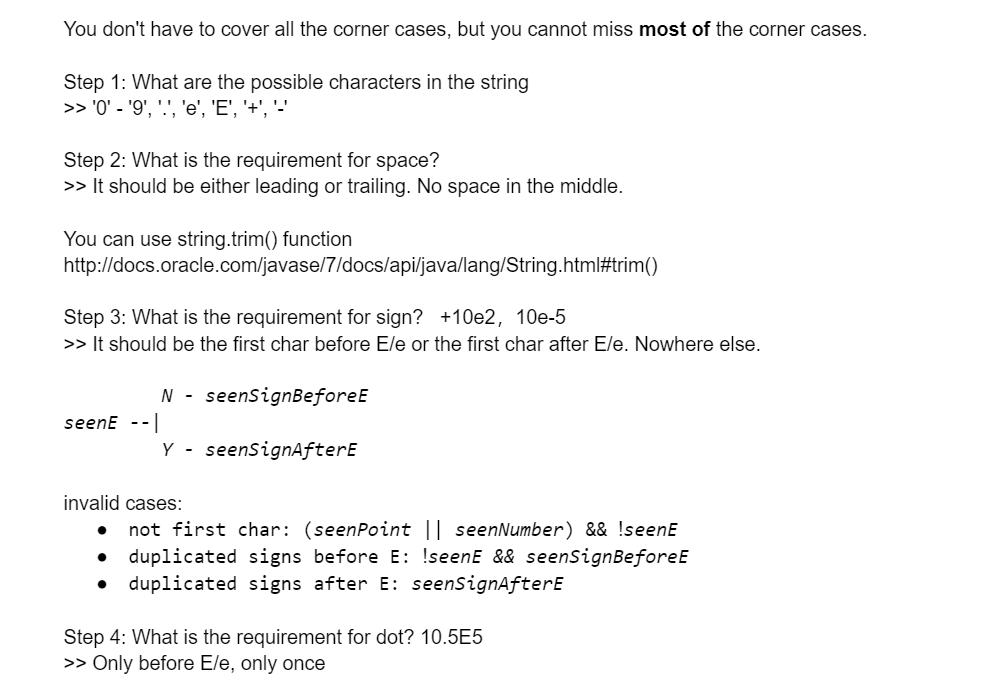 You don't have to cover all the corner cases, but you cannot miss most of the corner cases.
Step 1: What are the possible characters in the string
>> '0' - '9', '.', 'e', 'E', '+', '-'
Step 2: What is the requirement for space?
>> It should be either leading or trailing. No space in the middle.
You can use string.trim() function
http://docs.oracle.com/javase/7/docs/api/java/lang/String.html#trim()
Step 3: What is the requirement for sign? +10e2, 10e-5
>> It should be the first char before E/e or the first char after E/e. Nowhere else.
N - seenSignBeforeE
seenE --|
Y - seenSignAfterE
invalid cases:
● not first char: (seenPoint || seenNumber) && !seenE
● duplicated signs before E: !seenE && seenSignBeforeE
● duplicated signs after E: seenSignAfterE
Step 4: What is the requirement for dot? 10.5E5
>> Only before E/e, only once